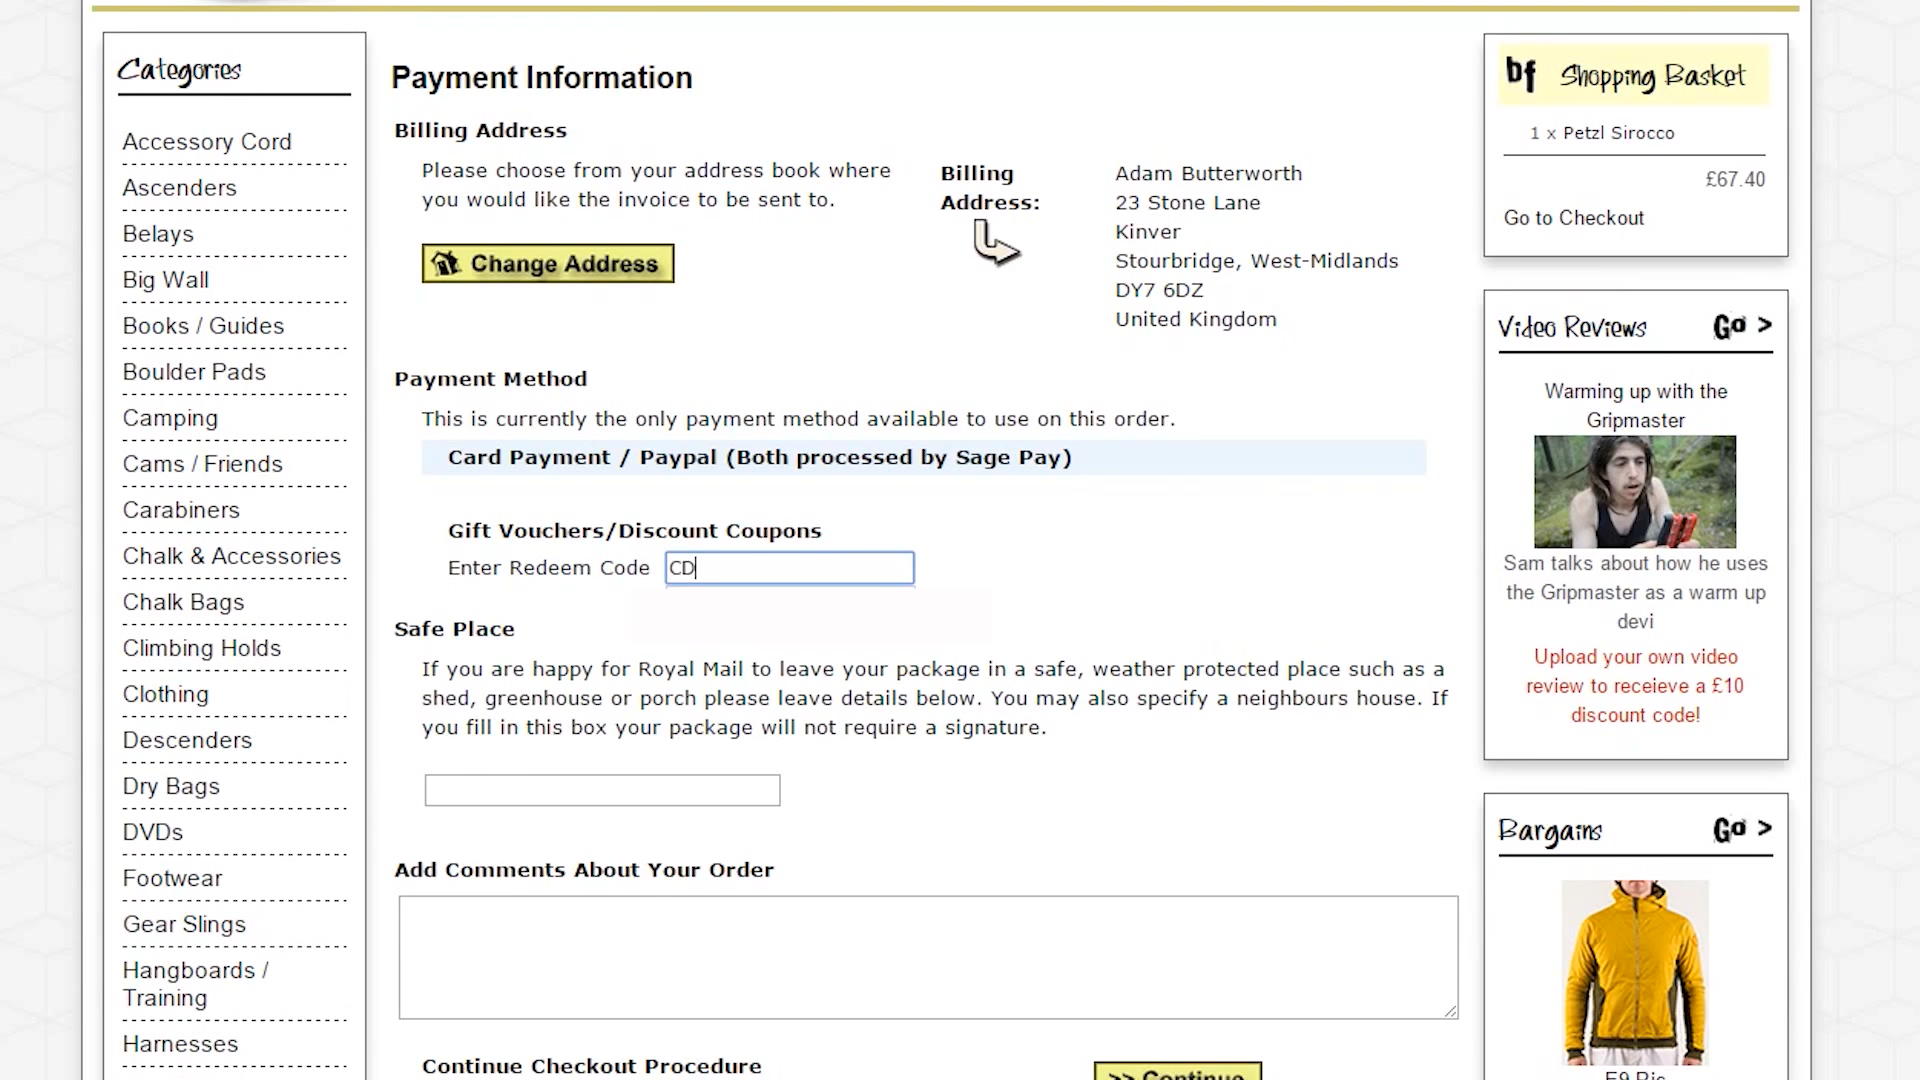 Categories
Accessory Cord
Ascenders
Belays
Big Wall
Books / Guides
Boulder Pads
Camping
Cams / Friends
Carabiners
Chalk & Accessories
Chalk Bags
Climbing Holds
Clothing
Descenders
Dry Bags
DVDs
Footwear
Gear Slings
Hangboards /
Training
Harnesses
Payment Information
Billing Address
Please choose from your address book where
you would like the invoice to be sent to.
Change Address
Billing
Address:
Adam Butterworth
23 Stone Lane
Kinver
Stourbridge, West-Midlands
DY7 6DZ
United Kingdom
Payment Method
This is currently the only payment method available to use on this order.
Card Payment / Paypal (Both processed by Sage Pay)
Gift Vouchers/Discount Coupons
Enter Redeem Code CD
Safe Place
If you are happy for Royal Mail to leave your package in a safe, weather protected place such as a
shed, greenhouse or porch please leave details below. You may also specify a neighbours house. If
you fill in this box your package will not require a signature.
Add Comments About Your Order
Continue Checkout Procedure
>> Continue
bf Shopping Basket
1 x Petzl Sirocco
£67.40
Go to Checkout
Video Reviews Go >
Warming up with the
Gripmaster
Sam talks about how he uses
the Gripmaster as a warm up
devi
Upload your own video
review to receieve a £10
discount code!
Bargains Go >